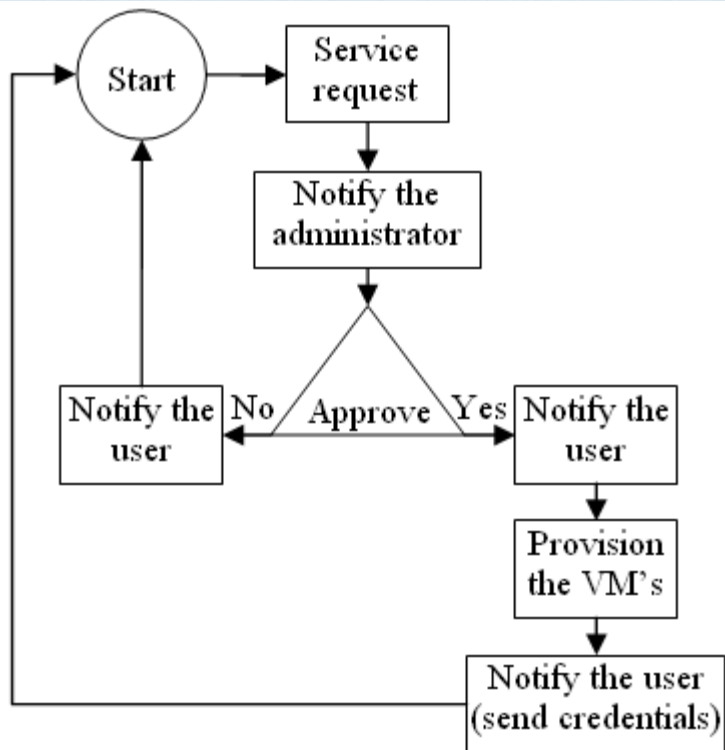 Start
Service
request
Notify the
administrator
Approve
No
Yes
Notify the
user
Notify the
user
Provision
the VM's
Notify the user
(send credentials)